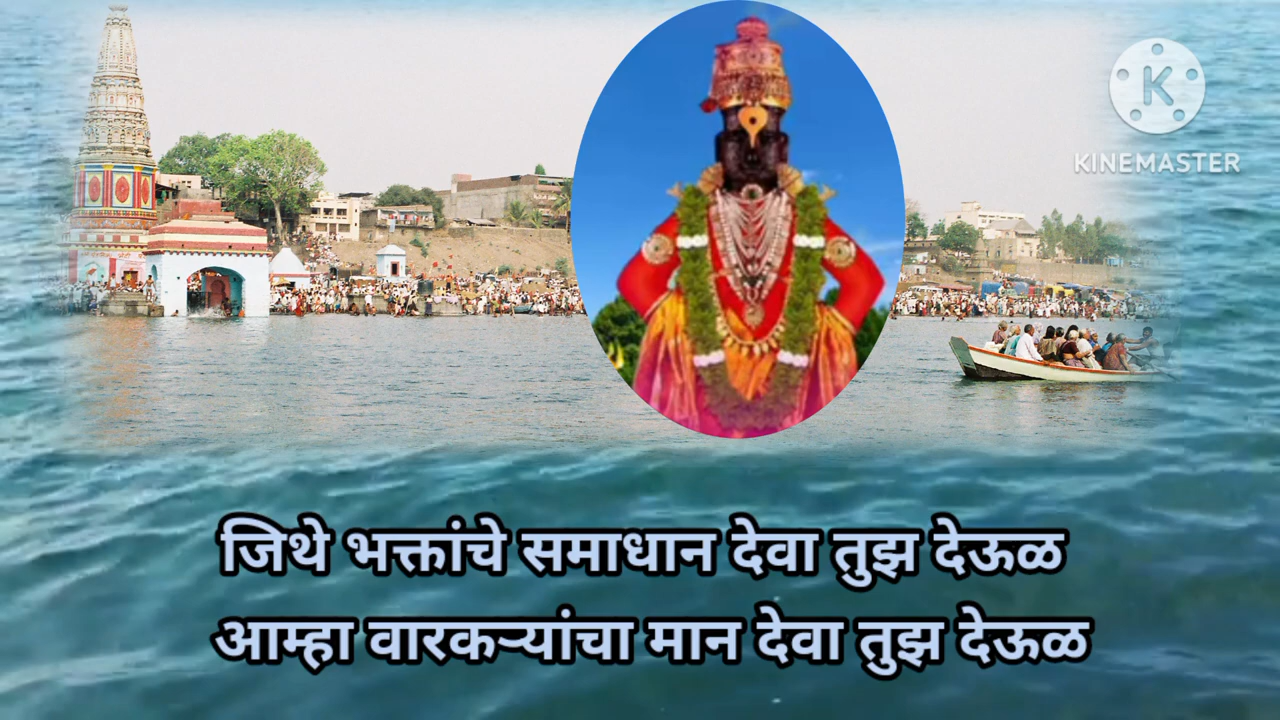 KINEMASTER
जिथे भक्तांचे समाधान देवा तुझ देऊळ
आम्हा वारकऱ्यांचा मान देवा तुझ देऊळ